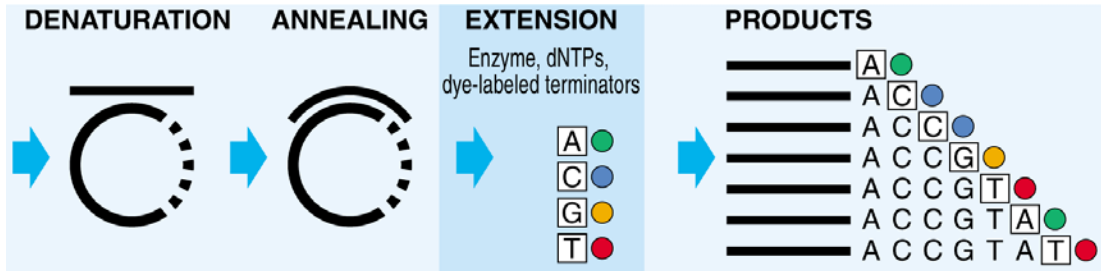 DENATURATION
ANNEALING
EXTENSION
Enzyme, dNTPs,
dye-labeled terminators
A
C
G
T
PRODUCTS
A
A C
A C C
A C C G
A C C G T
A C C G T A
A C C G T A T